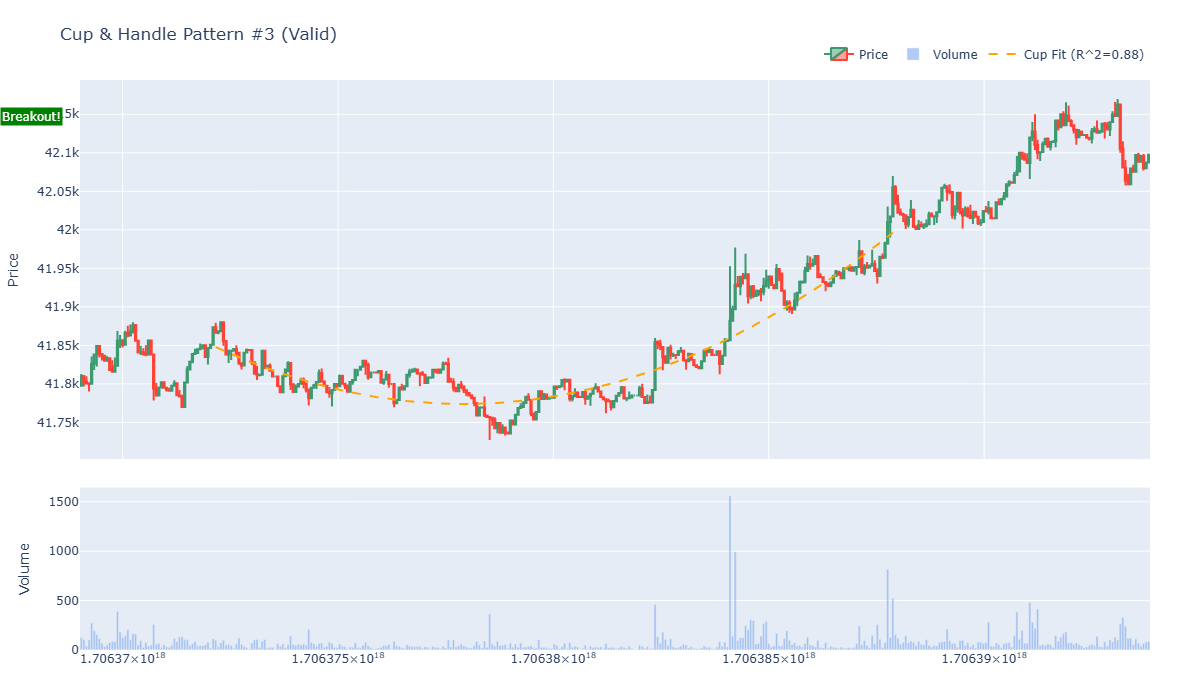 Cup & Handle Pattern #3 (Valid)
Price Volume Cup Fit (R^2=0.88)
Breakout!
5k
42.1k
42.05k
42k
41.95k
41.9k
41.85k
41.8k
41.75k
Price
1500
1000
500
0
Volume
1.70637×10¹⁸ 1.706375×10¹⁸ 1.70638×10¹⁸ 1.706385×10¹⁸ 1.70639×10¹⁸